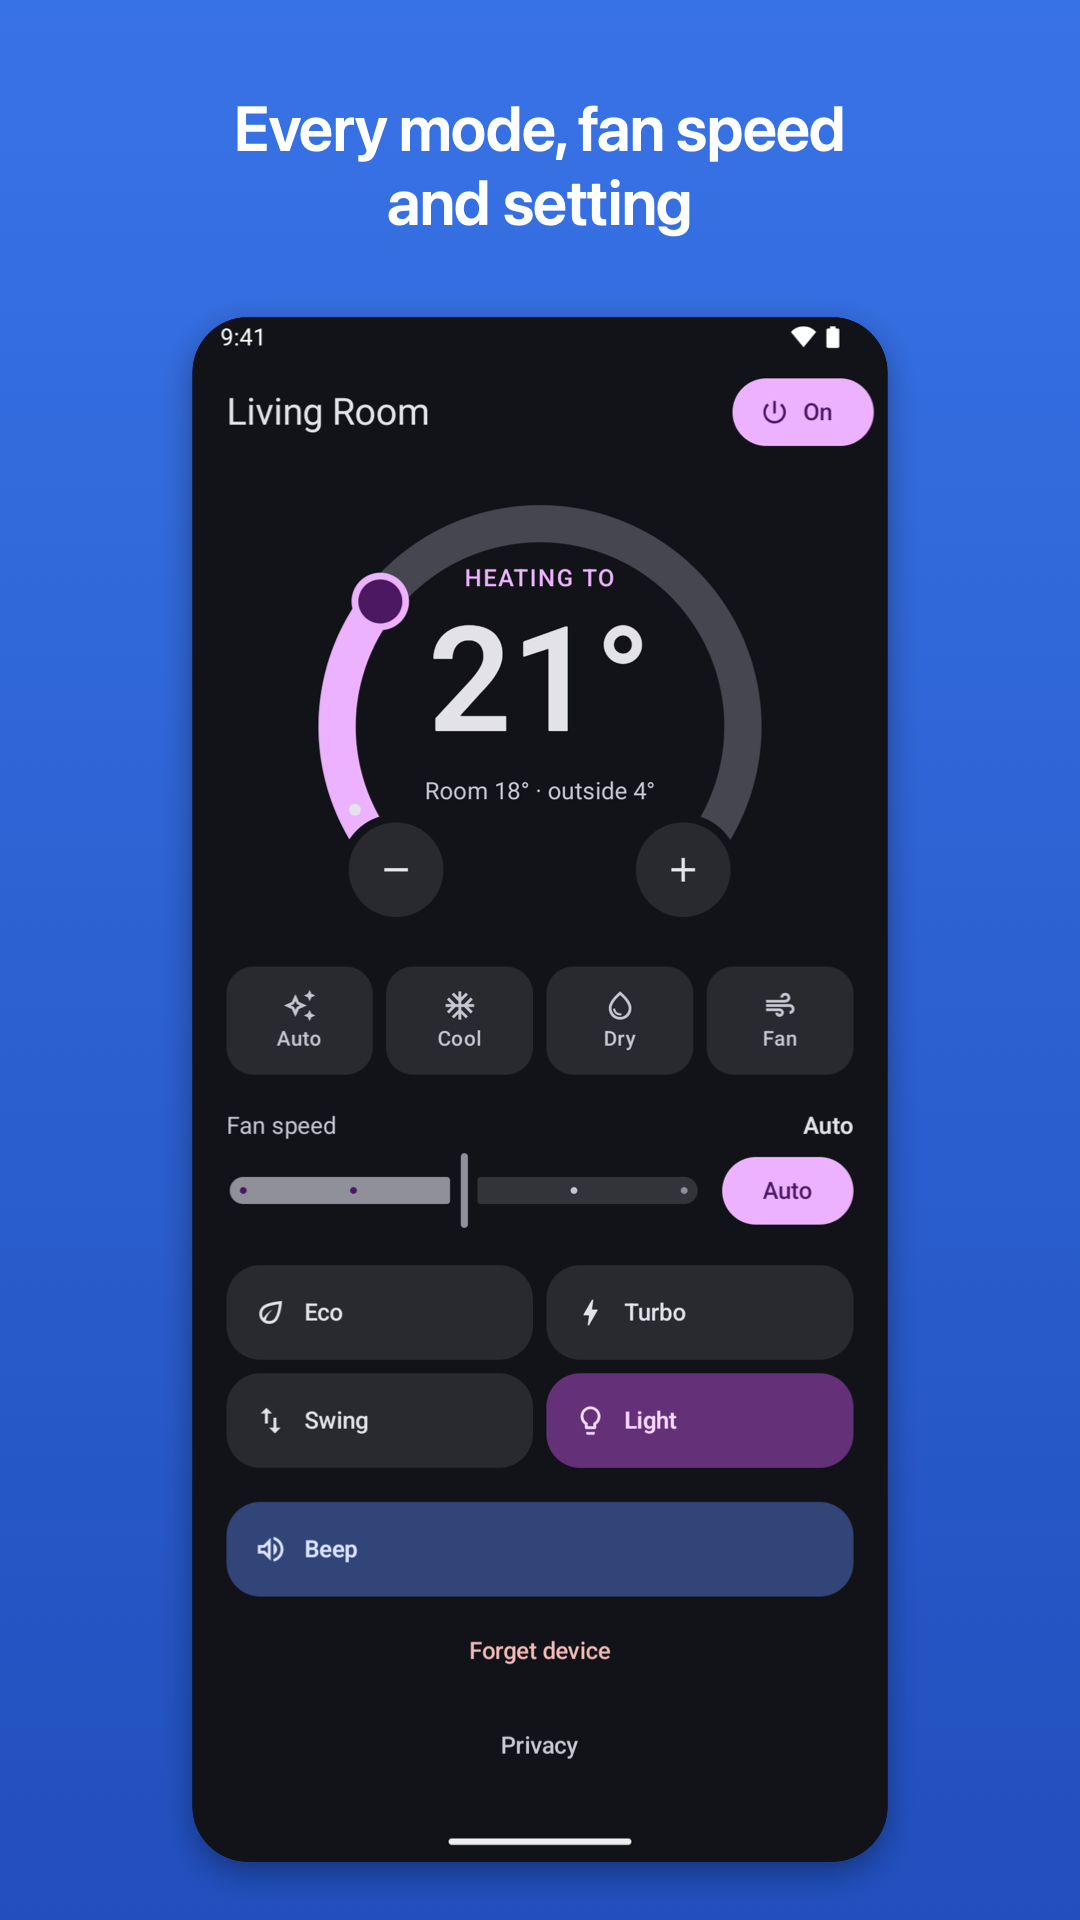 Every mode, fan speed
and setting
9:41
Living Room
On
HEATING TO
21°
Room 18° · outside 4°
−
+
Auto
Cool
Dry
Fan
Fan speed
Auto
Auto
Eco
Turbo
Swing
Light
Beep
Forget device
Privacy